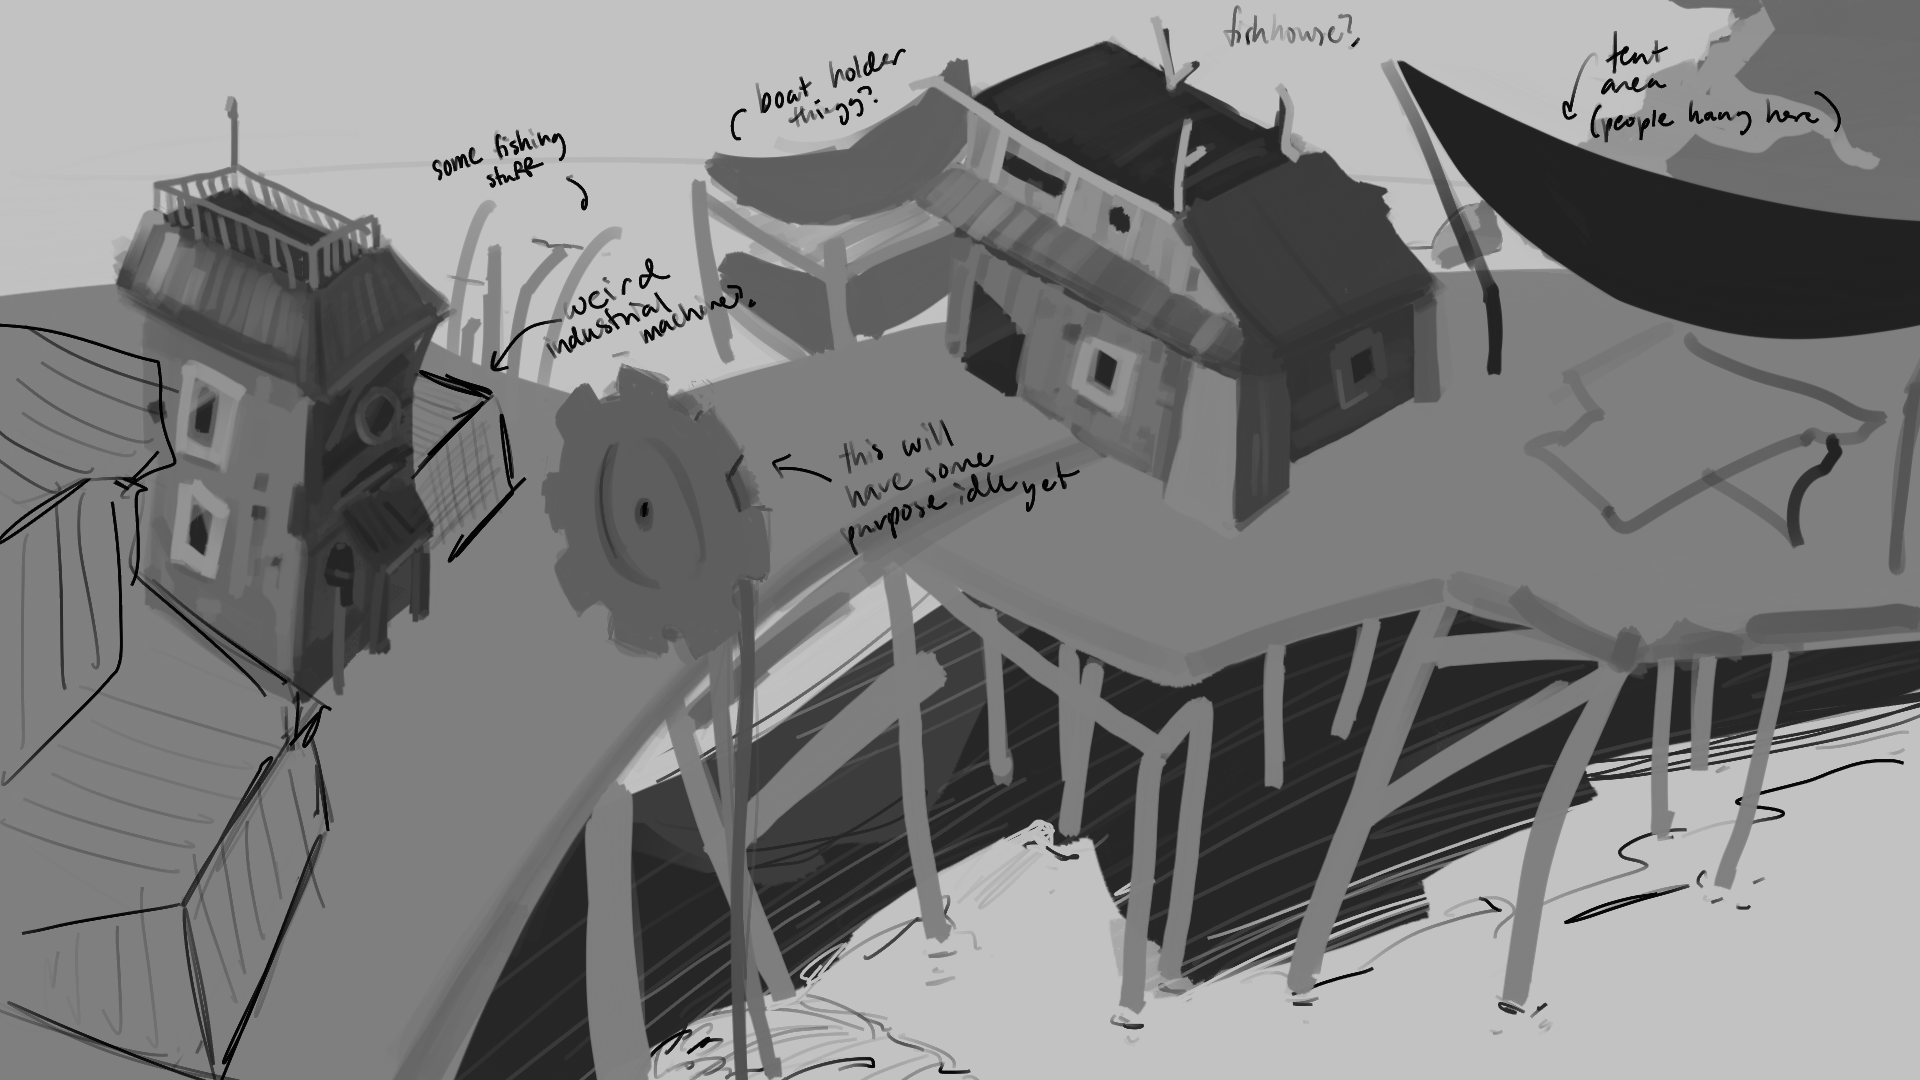 fishhouse?
tent
area
(people hang here)
boat holder
thingy?
some fishing
stuff
weird
industrial
machine?
this will
have some
purpose idk yet